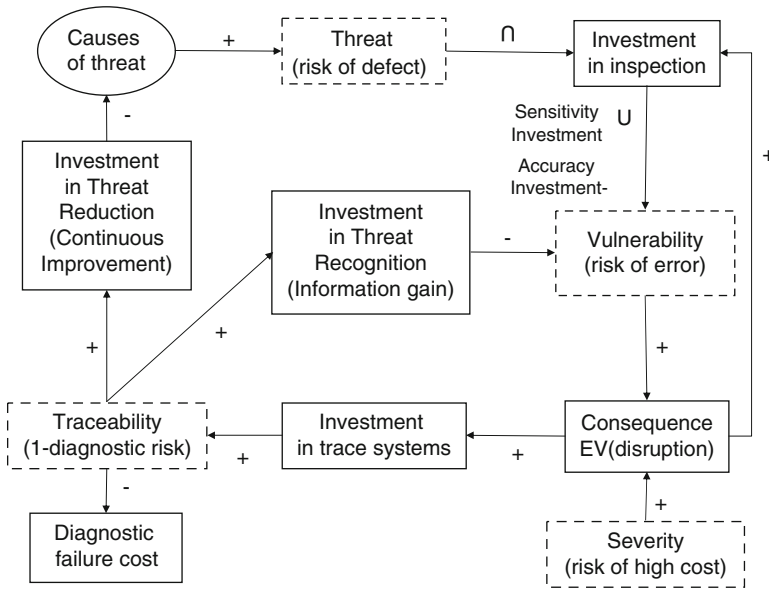 Causes
of threat
+
Threat
(risk of defect)
∩
Investment
in inspection
-
Sensitivity
Investment
U
Accuracy
Investment-
+
Investment
in Threat
Reduction
(Continuous
Improvement)
Investment
in Threat
Recognition
(Information gain)
-
Vulnerability
(risk of error)
+
+
+
Traceability
(1-diagnostic risk)
+
Investment
in trace systems
+
Consequence
EV(disruption)
-
+
Diagnostic
failure cost
Severity
(risk of high cost)